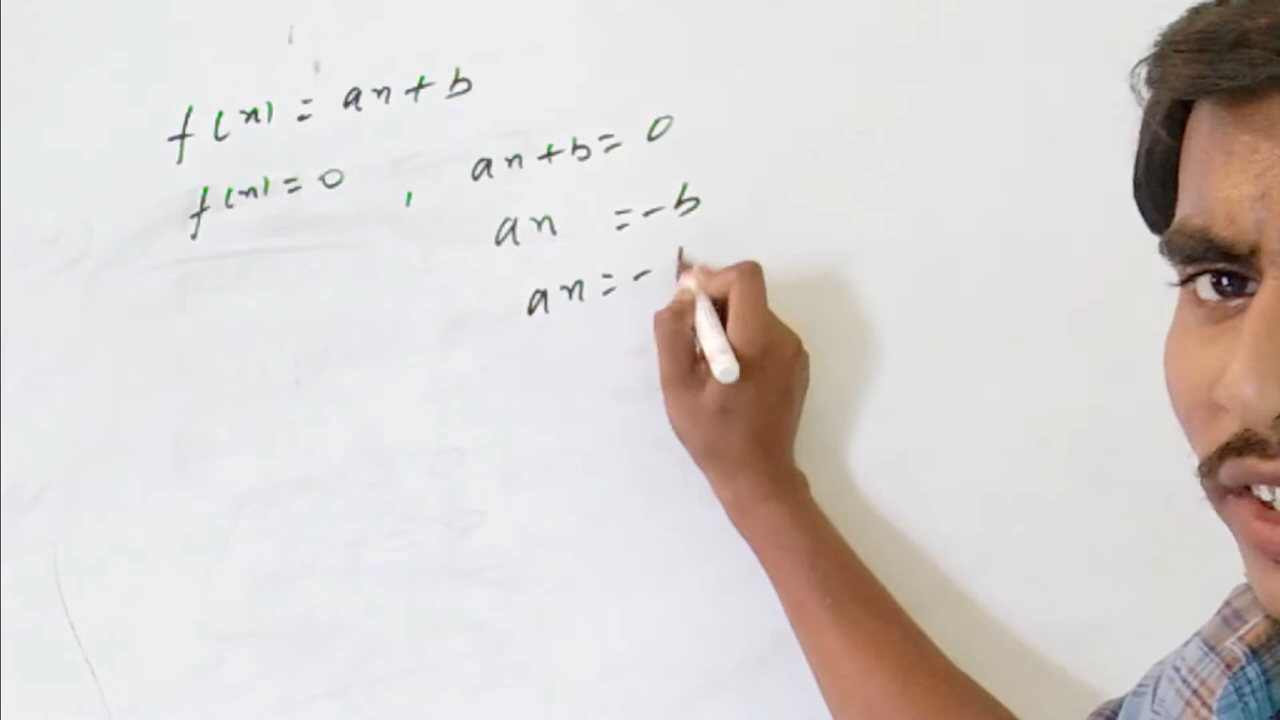 f(x) = ax + b
f(x) = 0 , ax + b = 0
ax = -b
ax = -